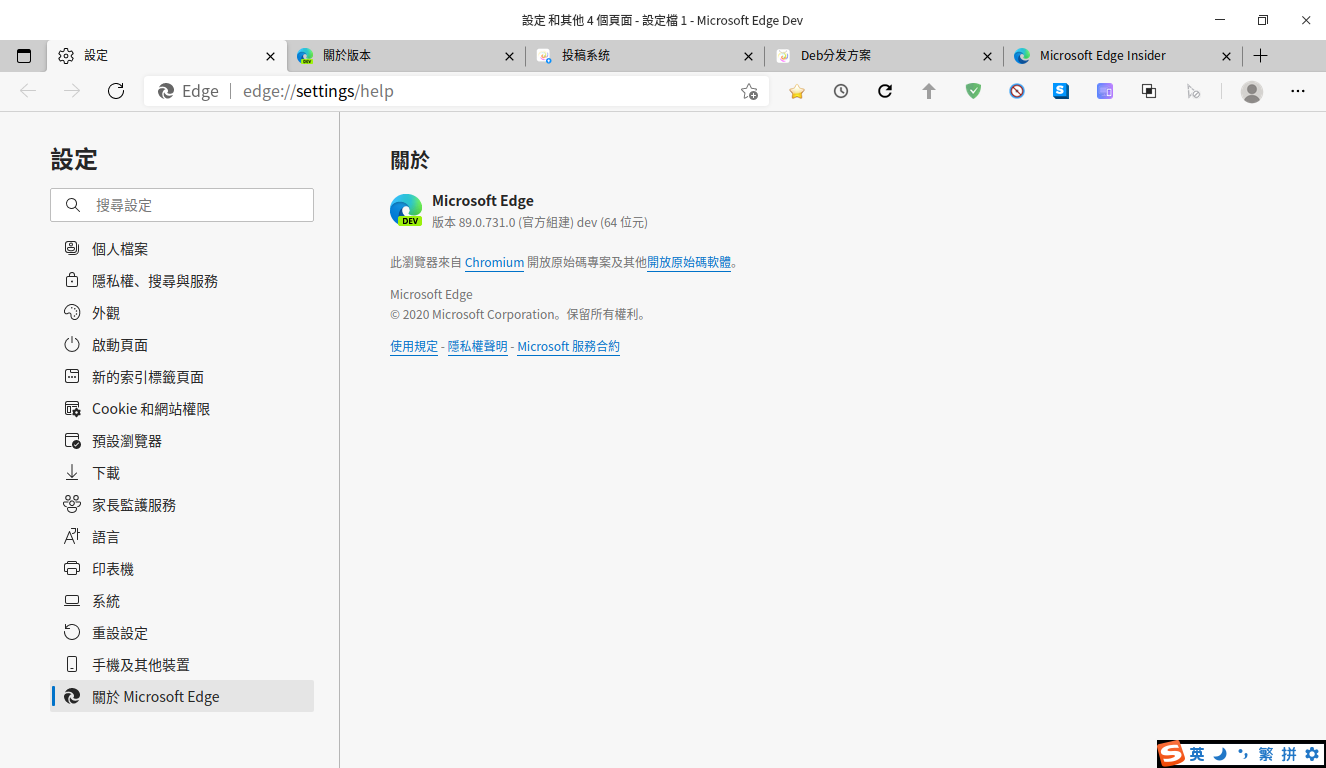 設定 和其他 4 個頁面 - 設定檔 1 - Microsoft Edge Dev
設定
關於版本
投稿系统
Deb分发方案
Microsoft Edge Insider
Edge
edge://settings/help
設定
搜尋設定
個人檔案
隱私權、搜尋與服務
外觀
啟動頁面
新的索引標籤頁面
Cookie 和網站權限
預設瀏覽器
下載
家長監護服務
語言
印表機
系統
重設設定
手機及其他裝置
關於 Microsoft Edge
關於
DEV
Microsoft Edge
版本 89.0.731.0 (官方組建) dev (64 位元)
此瀏覽器來自 Chromium 開放原始碼專案及其他開放原始碼軟體。
Microsoft Edge
© 2020 Microsoft Corporation。保留所有權利。
使用規定 - 隱私權聲明 - Microsoft 服務合約
S 英 繁 拼